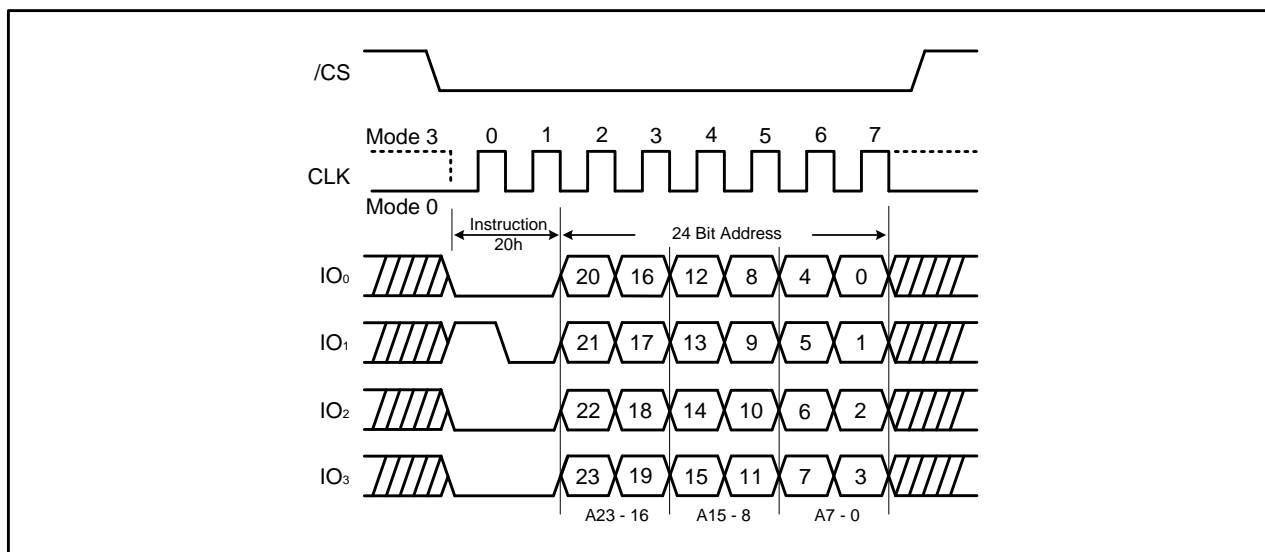 /CS
Mode 3 0 1 2 3 4 5 6 7
CLK
Mode 0
Instruction
20h
24 Bit Address
IO0 20 16 12 8 4 0
IO1 21 17 13 9 5 1
IO2 22 18 14 10 6 2
IO3 23 19 15 11 7 3
A23 - 16 A15 - 8 A7 - 0